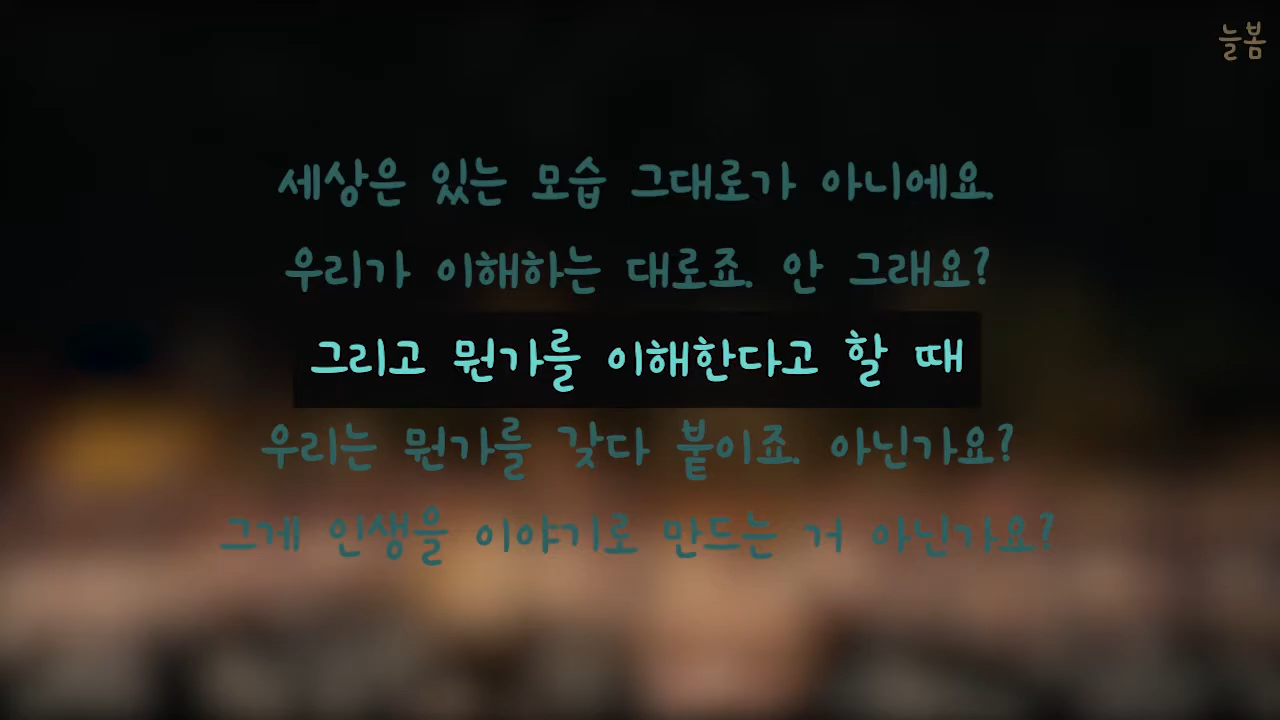 늘봄
세상은 있는 모습 그대로가 아니에요.
우리가 이해하는 대로죠. 안 그래요?
그리고 뭔가를 이해한다고 할 때
우리는 뭔가를 갖다 붙이죠. 아닌가요?
그게 인생을 이야기로 만드는 거 아닌가요?